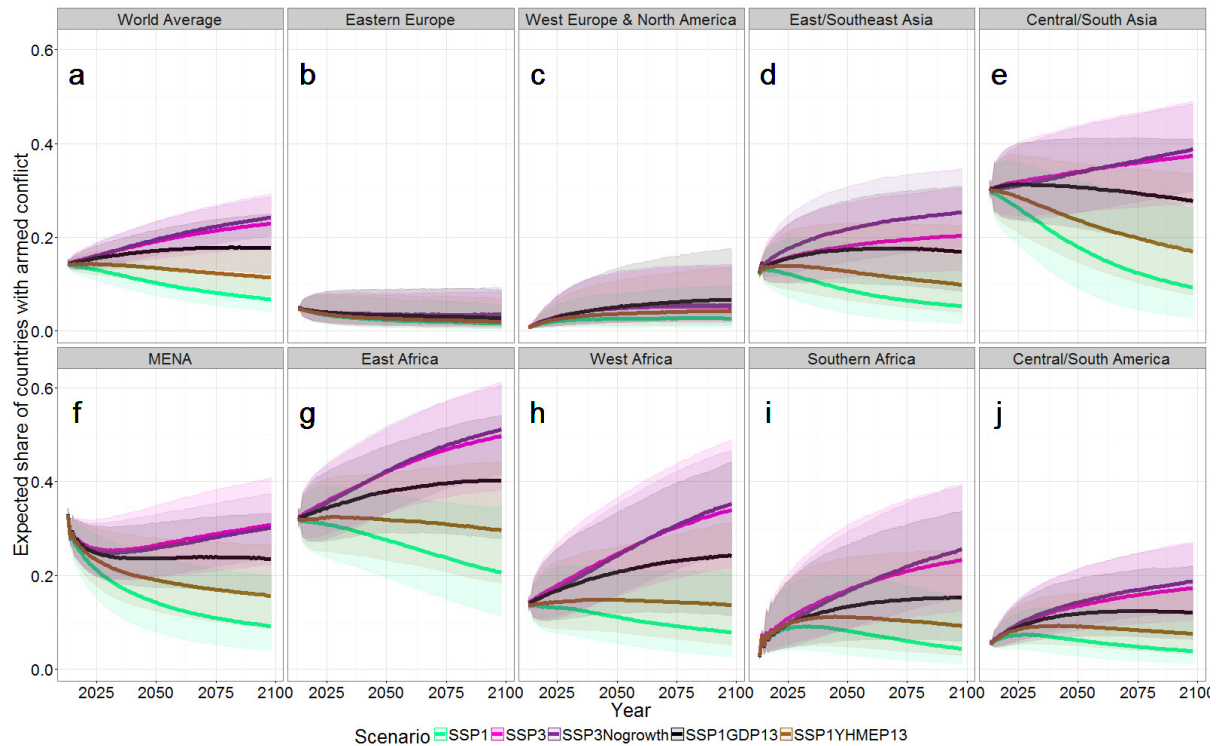 World Average Eastern Europe West Europe & North America East/Southeast Asia Central/South Asia
0.6
a b c d e
0.4
0.2
0.0
MENA East Africa West Africa Southern Africa Central/South America
0.6
f g h i j
0.4
0.2
0.0
2025 2050 2075 2100 2025 2050 2075 2100 2025 2050 2075 2100 2025 2050 2075 2100 2025 2050 2075 2100
Expected share of countries with armed conflict
Year
Scenario SSP1 SSP3 SSP3Nogrowth SSP1GDP13 SSP1YHMEP13